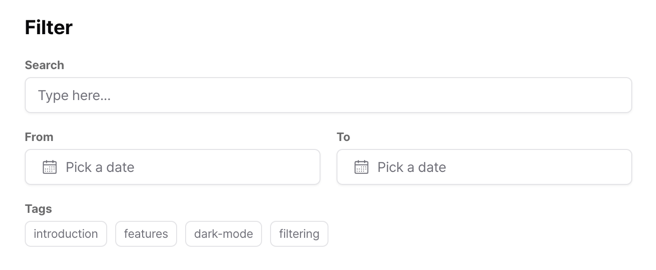 Filter
Search
Type here...
From To
Pick a date Pick a date
Tags
introduction features dark-mode filtering